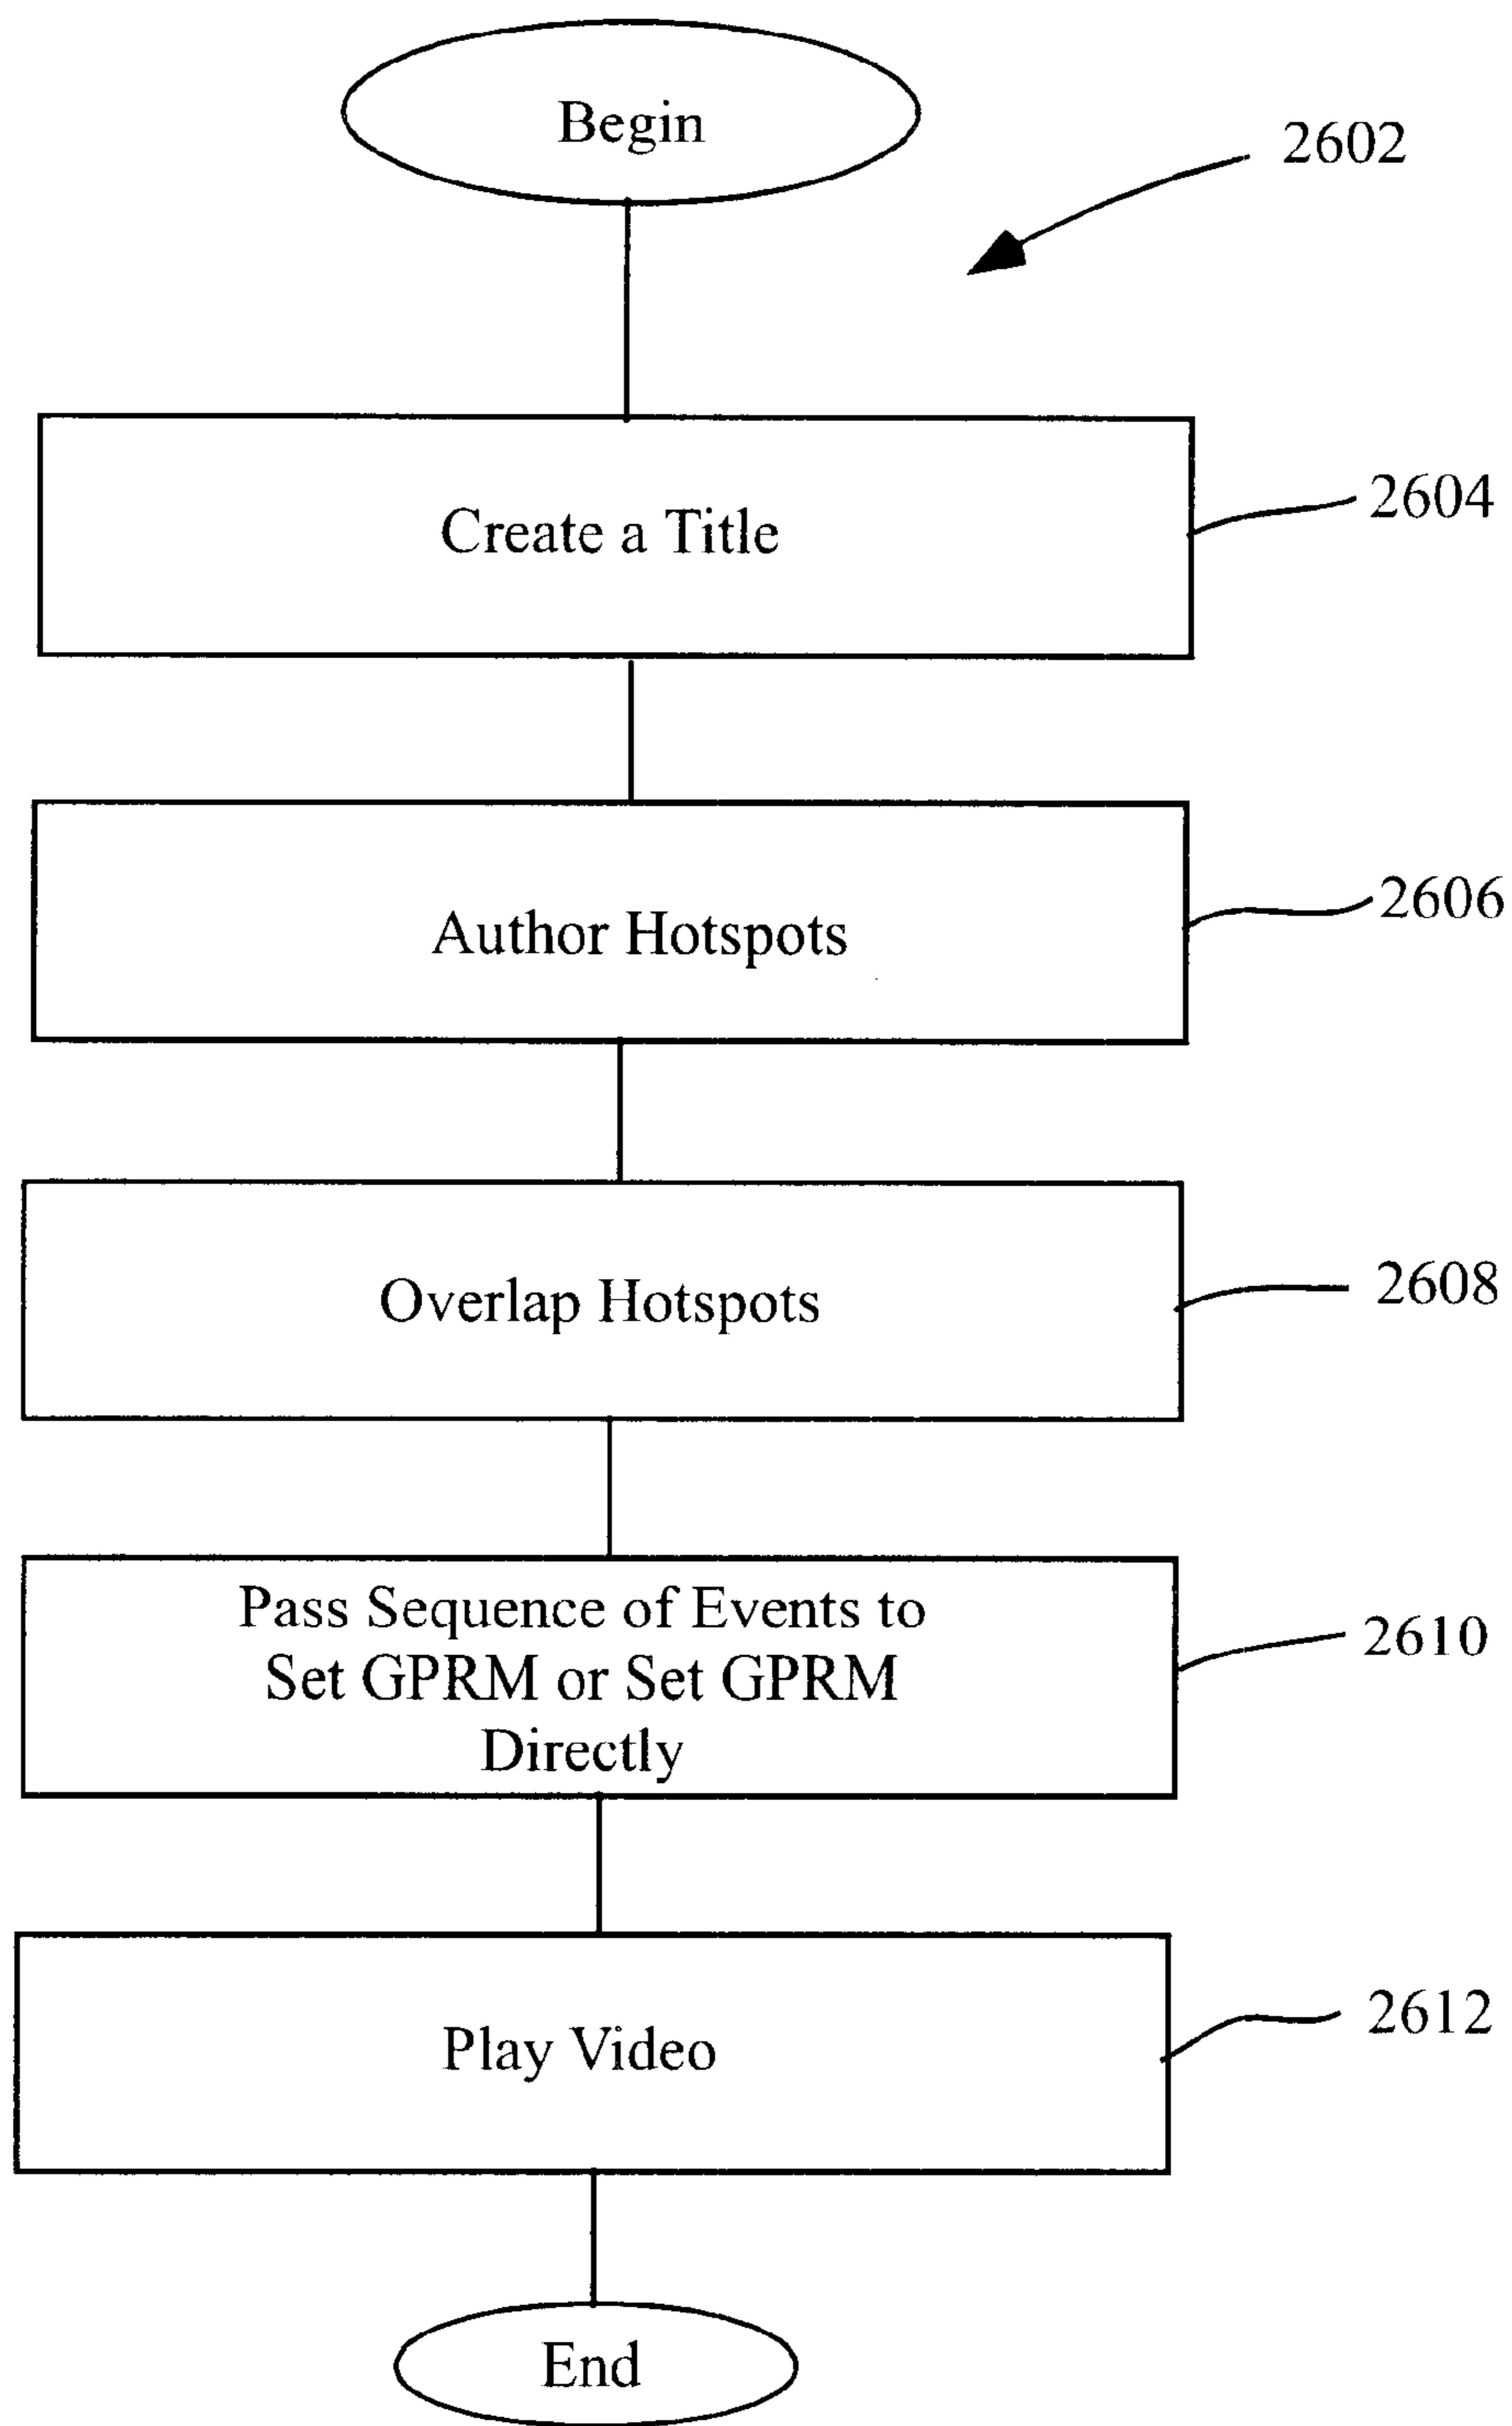 Begin
2602
Create a Title
2604
Author Hotspots
2606
Overlap Hotspots
2608
Pass Sequence of Events to
Set GPRM or Set GPRM
Directly
2610
Play Video
2612
End